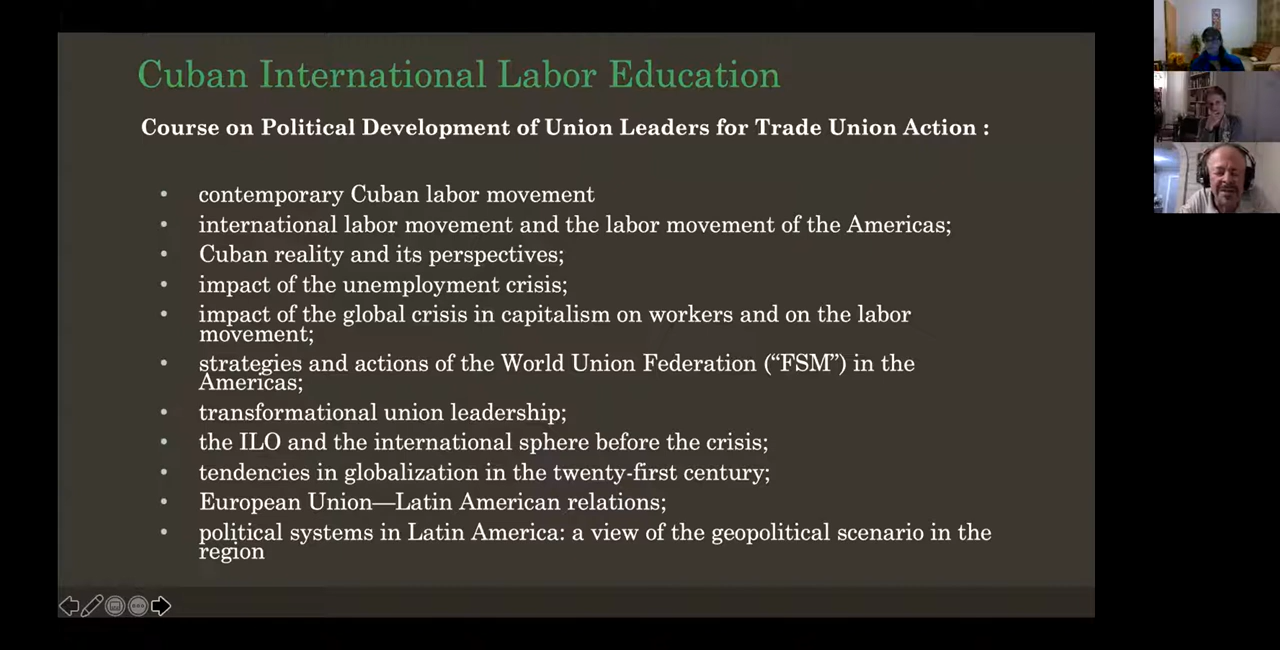 Cuban International Labor Education
Course on Political Development of Union Leaders for Trade Union Action :
• contemporary Cuban labor movement
• international labor movement and the labor movement of the Americas;
• Cuban reality and its perspectives;
• impact of the unemployment crisis;
• impact of the global crisis in capitalism on workers and on the labor
movement;
• strategies and actions of the World Union Federation (“FSM”) in the
Americas;
• transformational union leadership;
• the ILO and the international sphere before the crisis;
• tendencies in globalization in the twenty-first century;
• European Union—Latin American relations;
• political systems in Latin America: a view of the geopolitical scenario in the
region